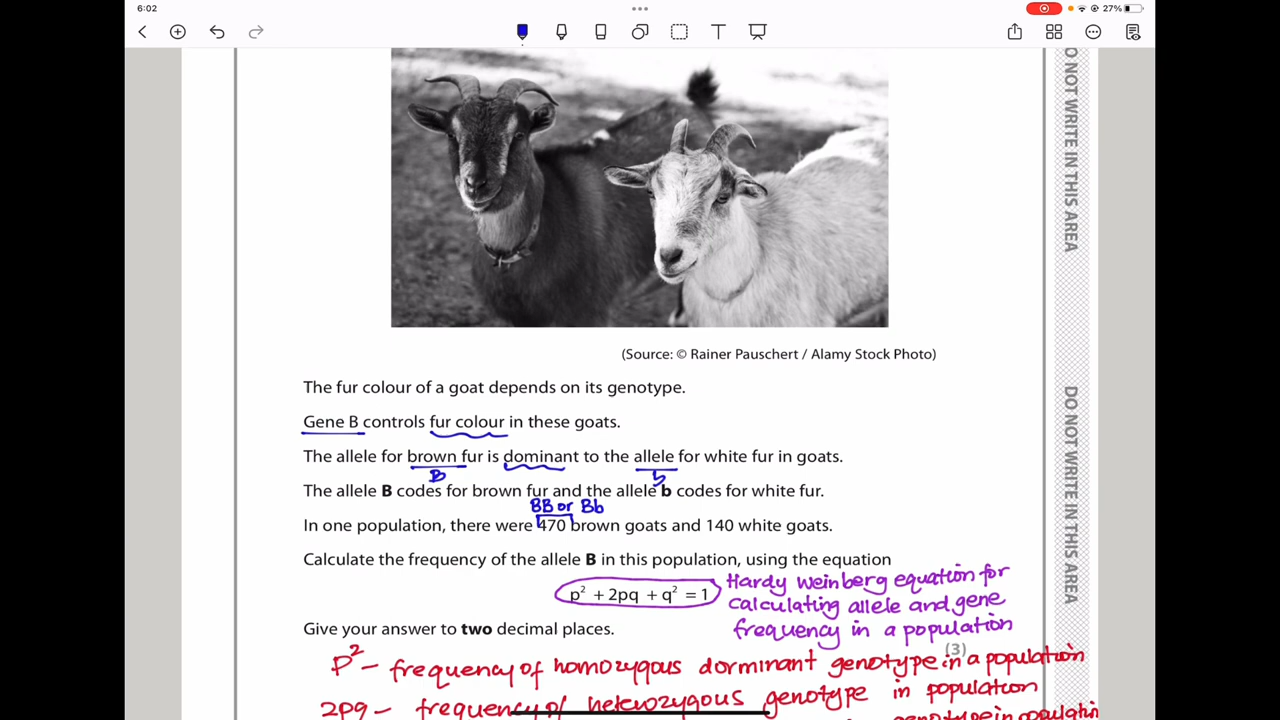 6:02
27%
(Source: © Rainer Pauschert / Alamy Stock Photo)
The fur colour of a goat depends on its genotype.
Gene B controls fur colour in these goats.
The allele for brown fur is dominant to the allele for white fur in goats.
B b
The allele B codes for brown fur and the allele b codes for white fur.
BB or Bb
In one population, there were 470 brown goats and 140 white goats.
Calculate the frequency of the allele B in this population, using the equation
p² + 2pq + q² = 1
Hardy weinberg equation for
calculating allele and gene
frequency in a population
Give your answer to two decimal places.
(3)
p² – frequency of homozygous dorminant genotype in a population
2pq – frequency of heterozygous genotype in population
genotype in populatin
O NOT WRITE IN THIS AREA
DO NOT WRITE IN THIS AREA